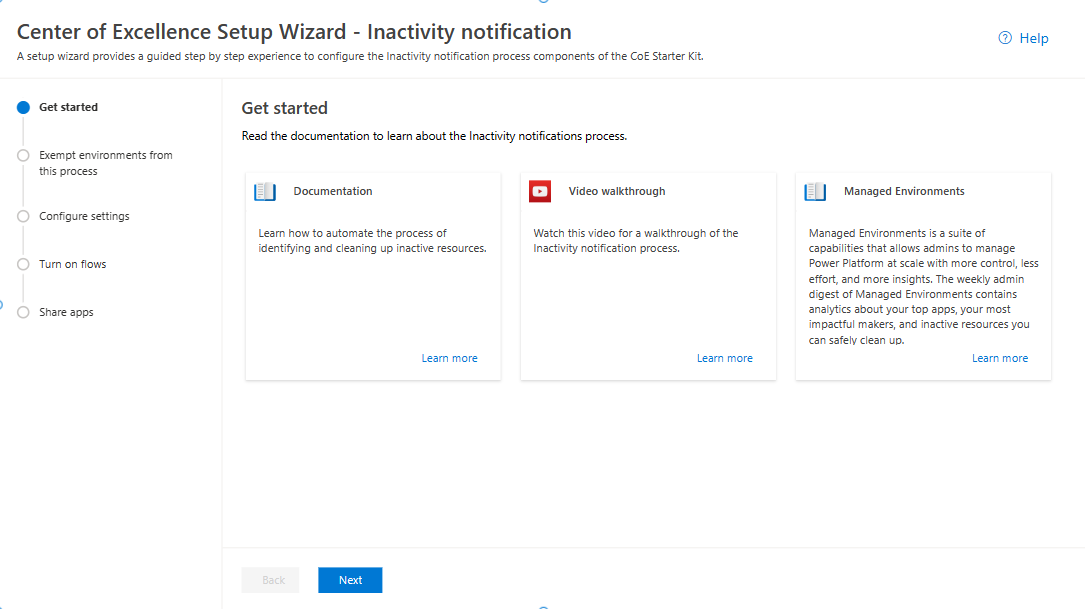 Center of Excellence Setup Wizard - Inactivity notification
A setup wizard provides a guided step by step experience to configure the Inactivity notification process components of the CoE Starter Kit.
Help
Get started
Exempt environments from
this process
Configure settings
Turn on flows
Share apps
Get started
Read the documentation to learn about the Inactivity notifications process.
Documentation
Learn how to automate the process of
identifying and cleaning up inactive resources.
Learn more
Video walkthrough
Watch this video for a walkthrough of the
Inactivity notification process.
Learn more
Managed Environments
Managed Environments is a suite of
capabilities that allows admins to manage
Power Platform at scale with more control, less
effort, and more insights. The weekly admin
digest of Managed Environments contains
analytics about your top apps, your most
impactful makers, and inactive resources you
can safely clean up.
Learn more
Back
Next